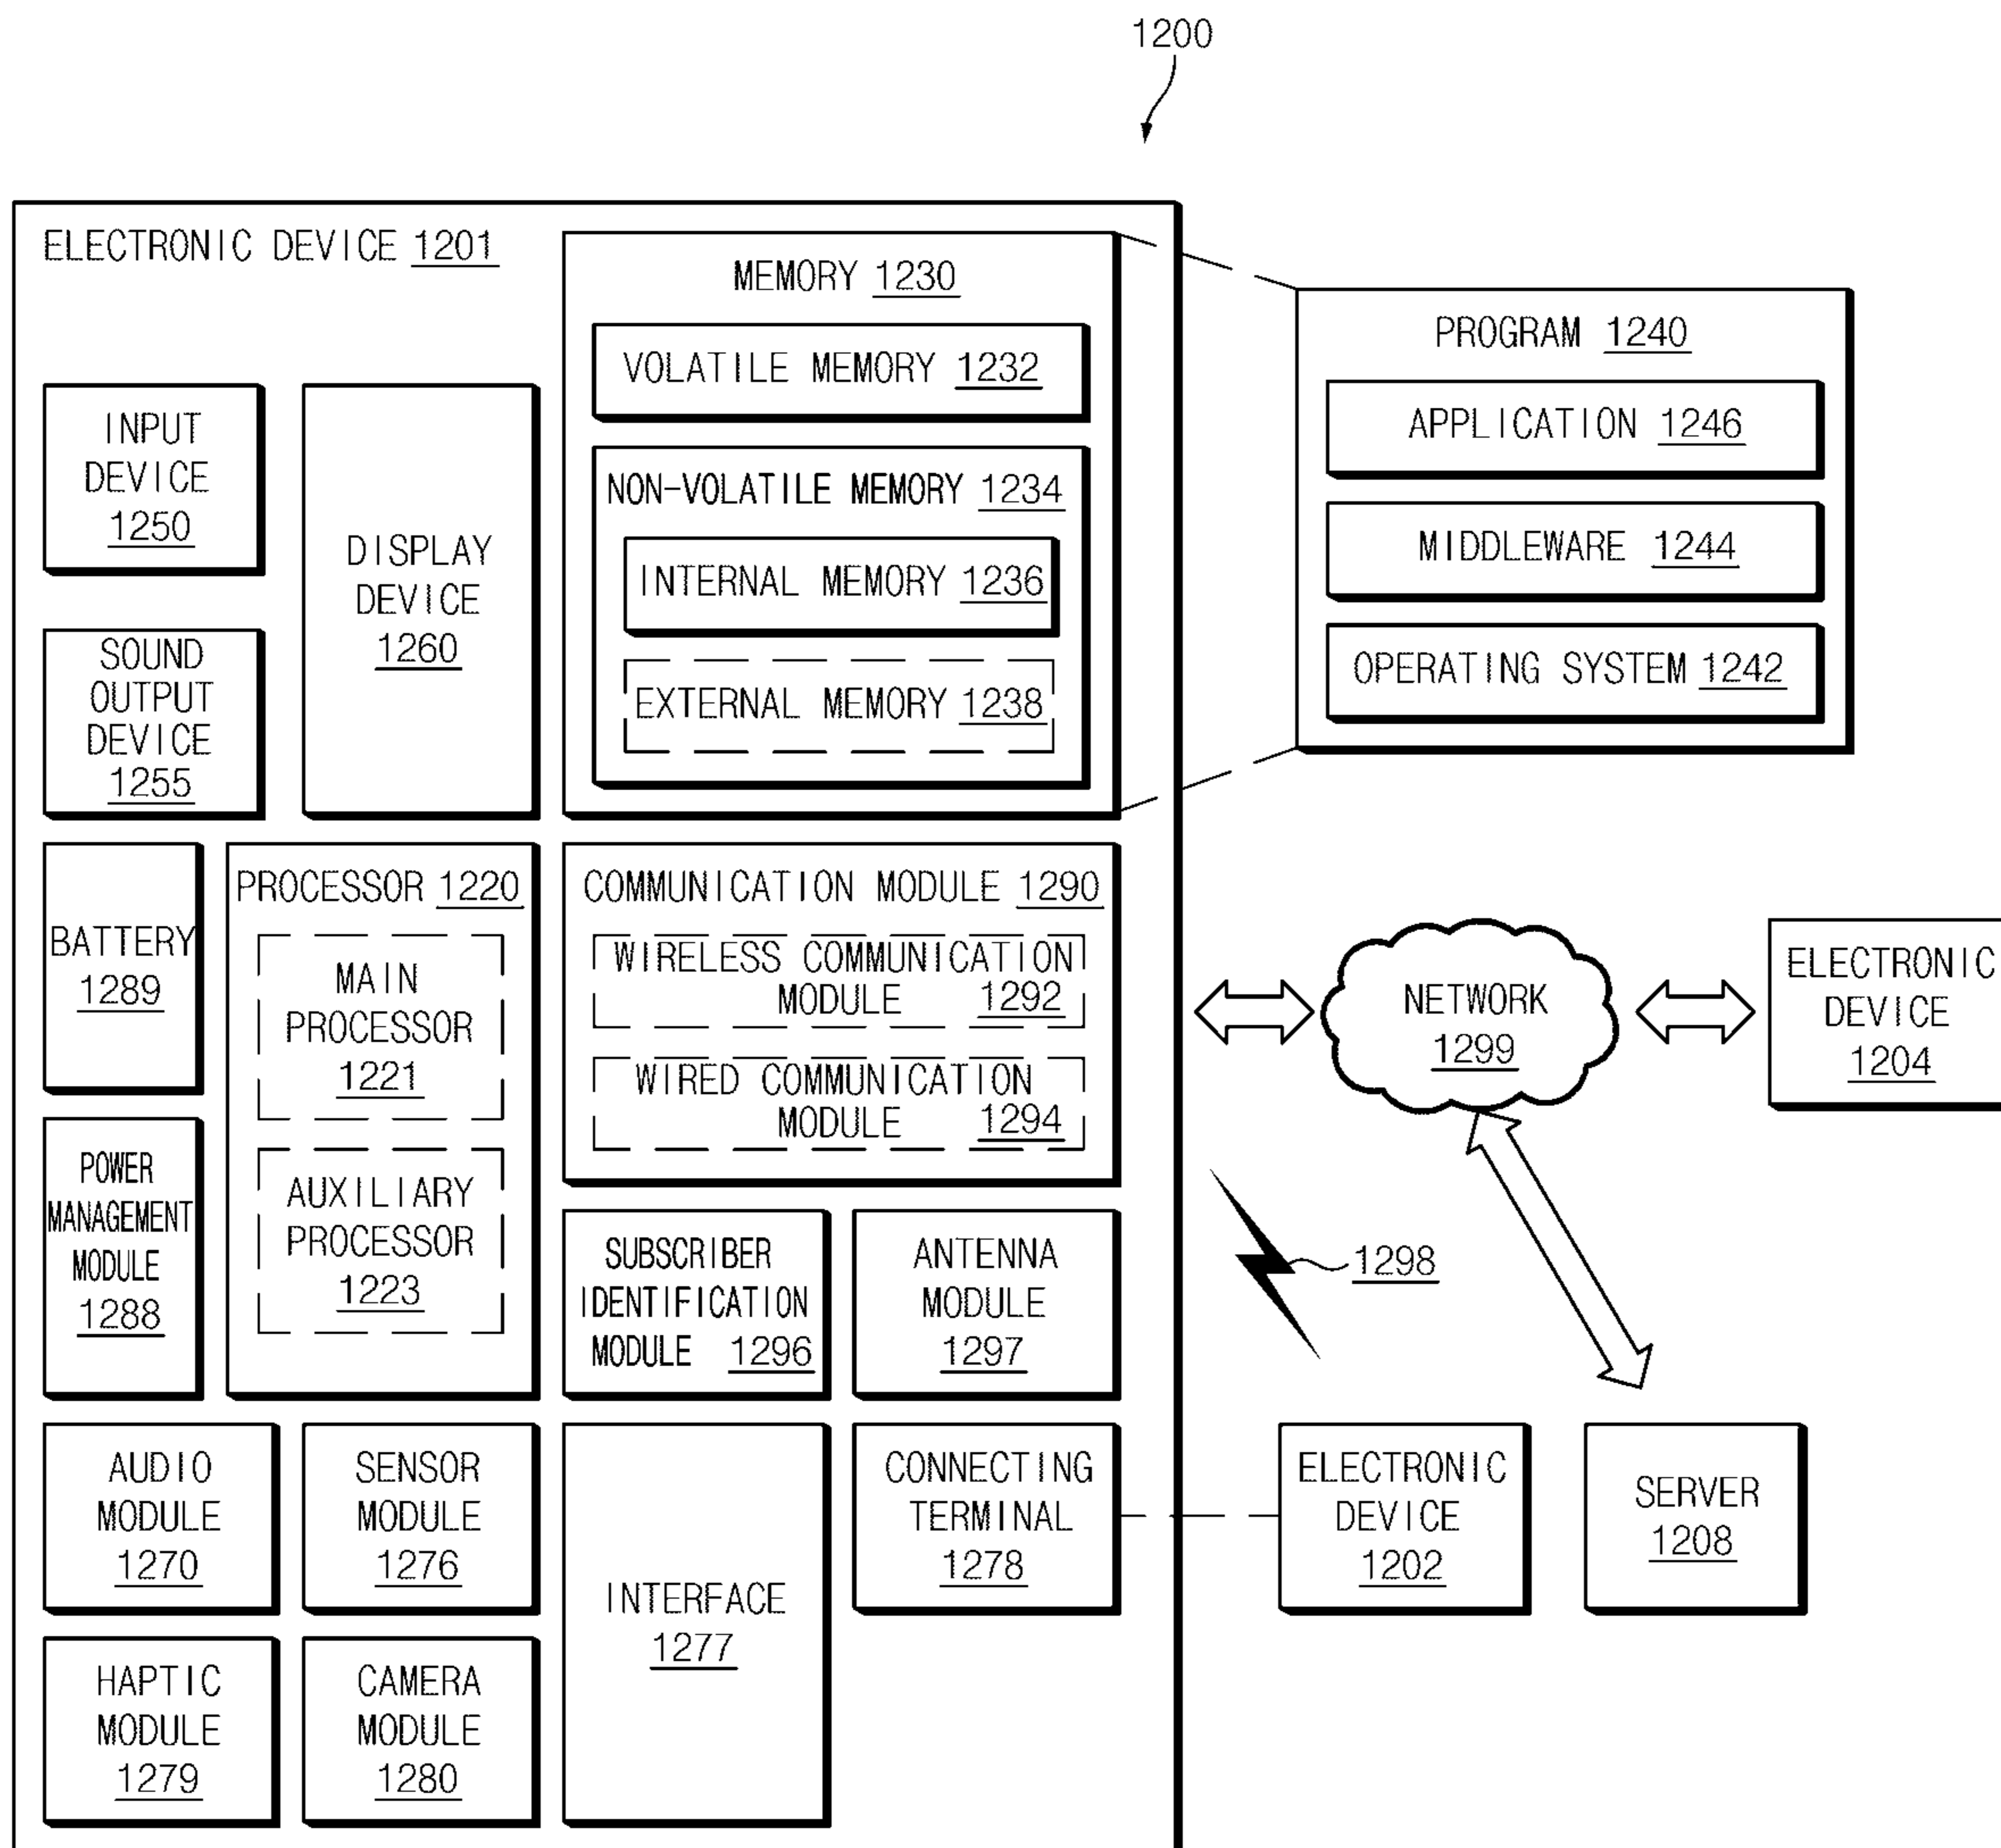 1200
ELECTRONIC DEVICE 1201
MEMORY 1230
VOLATILE MEMORY 1232
NON-VOLATILE MEMORY 1234
INTERNAL MEMORY 1236
EXTERNAL MEMORY 1238
PROGRAM 1240
APPLICATION 1246
MIDDLEWARE 1244
OPERATING SYSTEM 1242
INPUT
DEVICE
1250
DISPLAY
DEVICE
1260
SOUND
OUTPUT
DEVICE
1255
BATTERY
1289
PROCESSOR 1220
MAIN
PROCESSOR
1221
AUXILIARY
PROCESSOR
1223
COMMUNICATION MODULE 1290
WIRELESS COMMUNICATION
MODULE 1292
WIRED COMMUNICATION
MODULE 1294
NETWORK
1299
ELECTRONIC
DEVICE
1204
POWER
MANAGEMENT
MODULE
1288
SUBSCRIBER
IDENTIFICATION
MODULE 1296
ANTENNA
MODULE
1297
1298
AUDIO
MODULE
1270
SENSOR
MODULE
1276
INTERFACE
1277
CONNECTING
TERMINAL
1278
ELECTRONIC
DEVICE
1202
SERVER
1208
HAPTIC
MODULE
1279
CAMERA
MODULE
1280